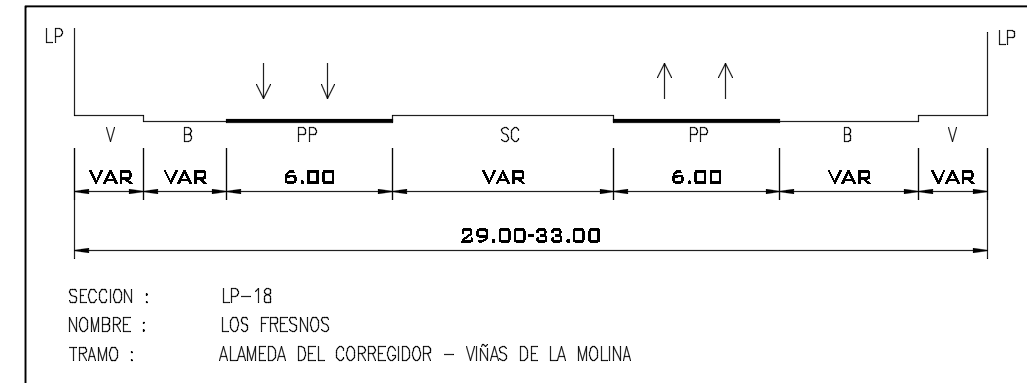 LP LP
V B PP SC PP B V
VAR VAR 6.00 VAR 6.00 VAR VAR
29.00-33.00
SECCION : LP-18
NOMBRE : LOS FRESNOS
TRAMO : ALAMEDA DEL CORREGIDOR - VIÑAS DE LA MOLINA